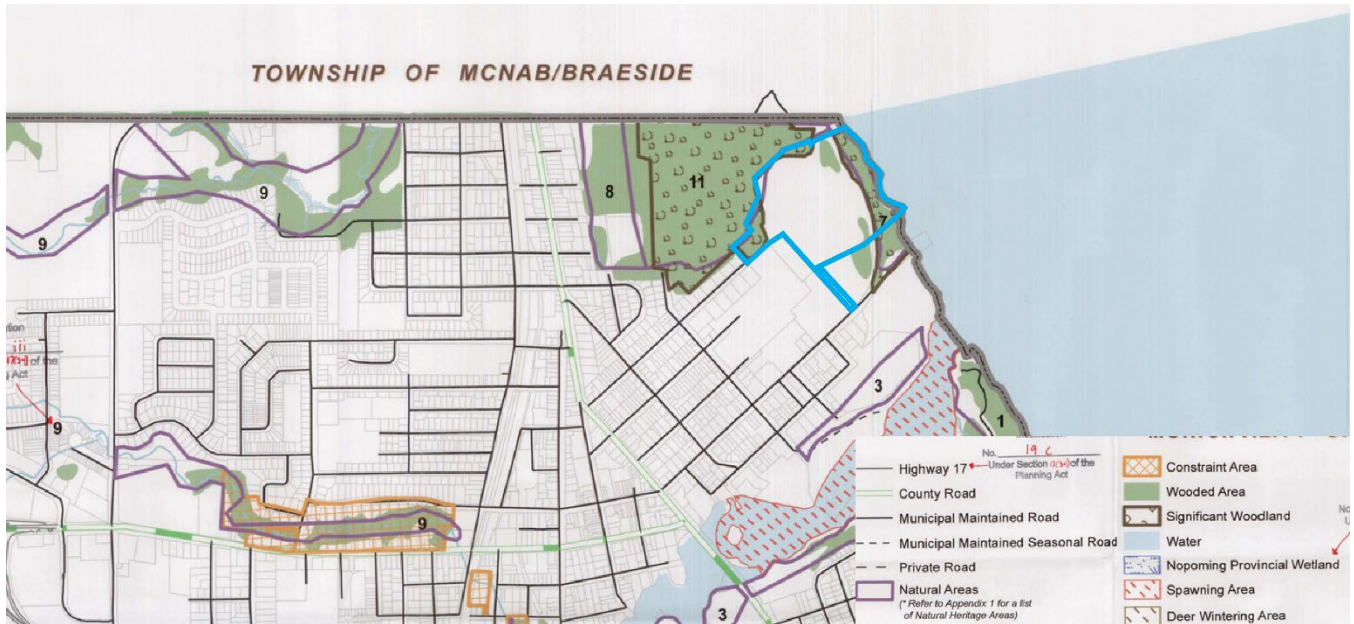 TOWNSHIP OF MCNAB/BRAESIDE
9
8
11
7
9
iii
of the
Act
9
3
1
9
3
No. 19 c
Under Section 17(34) of the
Planning Act
Highway 17
County Road
Municipal Maintained Road
Municipal Maintained Seasonal Road
Private Road
Natural Areas
(* Refer to Appendix 1 for a list
of Natural Heritage Areas)
Constraint Area
Wooded Area
Significant Woodland
Water
Nopoming Provincial Wetland
Spawning Area
Deer Wintering Area